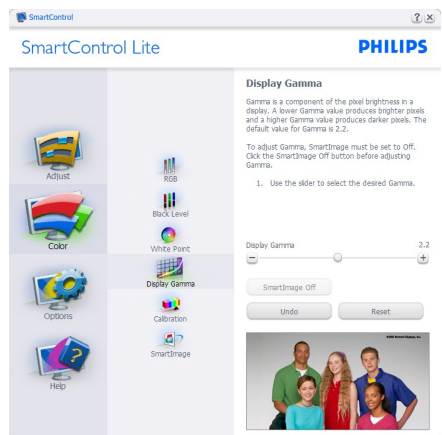 SmartControl
SmartControl Lite
PHILIPS
Adjust
Color
Options
Help
RGB
Black Level
White Point
Display Gamma
Calibration
SmartImage
Display Gamma
Gamma is a component of the pixel brightness in a
display. A lower Gamma value produces brighter pixels
and a higher Gamma value produces darker pixels. The
default value for Gamma is 2.2.
To adjust Gamma, SmartImage must be set to Off.
Click the SmartImage Off button before adjusting
Gamma.
1. Use the slider to select the desired Gamma.
Display Gamma 2.2
SmartImage Off
Undo Reset